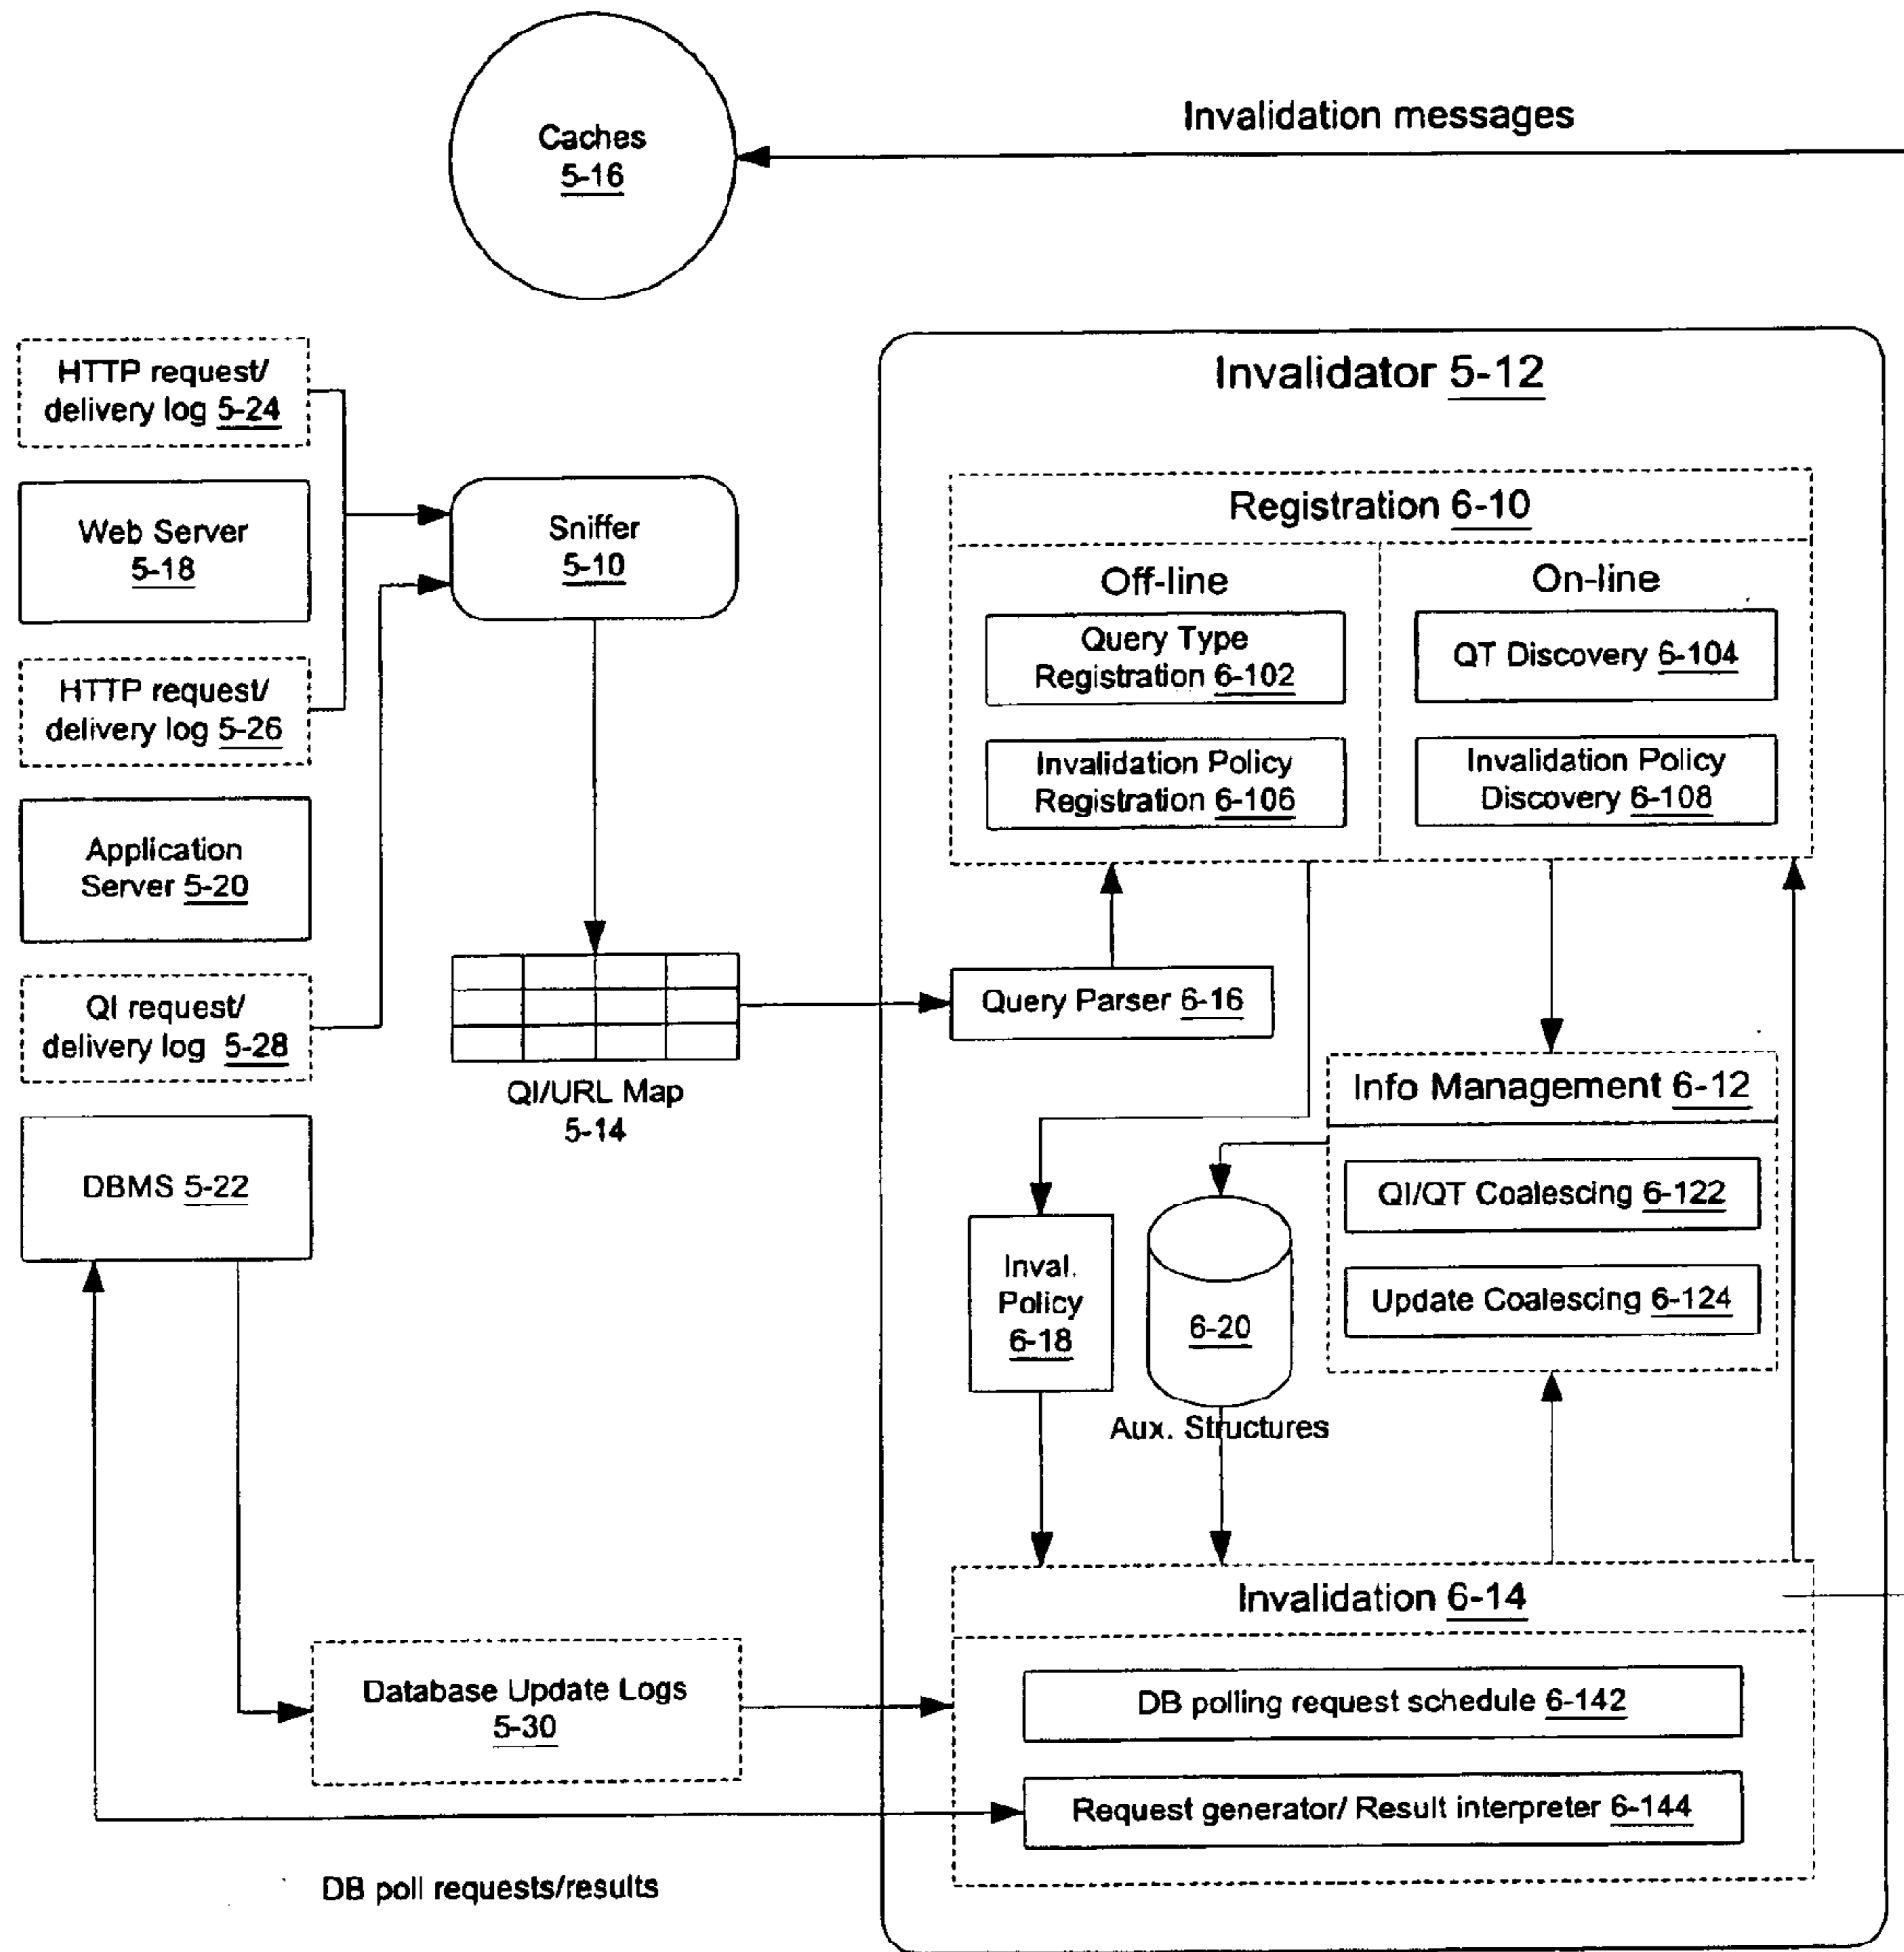 Caches
5-16
Invalidation messages
HTTP request/
delivery log 5-24
Web Server
5-18
HTTP request/
delivery log 5-26
Application
Server 5-20
QI request/
delivery log 5-28
DBMS 5-22
Sniffer
5-10
QI/URL Map
5-14
Database Update Logs
5-30
DB poll requests/results
Invalidator 5-12
Registration 6-10
Off-line
Query Type
Registration 6-102
Invalidation Policy
Registration 6-106
On-line
QT Discovery 6-104
Invalidation Policy
Discovery 6-108
Query Parser 6-16
Info Management 6-12
QI/QT Coalescing 6-122
Update Coalescing 6-124
Inval.
Policy
6-18
6-20
Aux. Structures
Invalidation 6-14
DB polling request schedule 6-142
Request generator/ Result interpreter 6-144